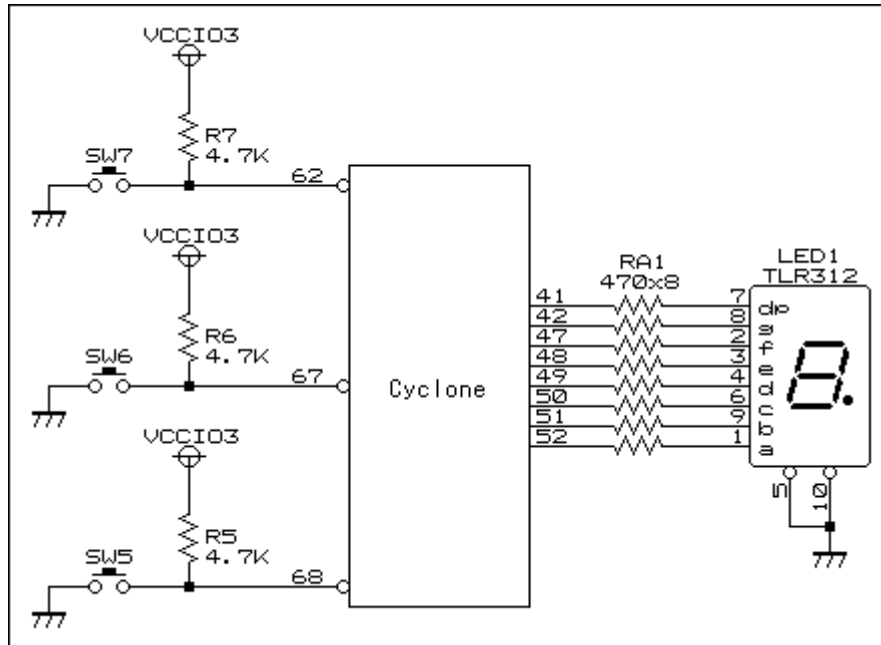 VCCIO3
R7
4.7K
SW7
62
VCCIO3
R6
4.7K
SW6
67
VCCIO3
R5
4.7K
SW5
68
Cyclone
RA1
470x8
41
42
47
48
49
50
51
52
LED1
TLR312
7
8
2
3
4
6
9
1
dp
g
f
e
d
c
b
a
5
10